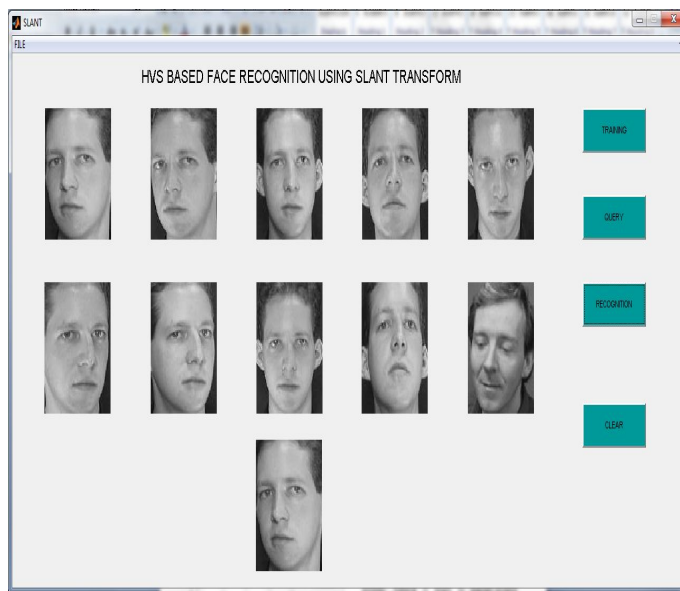 SLANT
FILE
HVS BASED FACE RECOGNITION USING SLANT TRANSFORM
TRAINING
QUERY
RECOGNITION
CLEAR